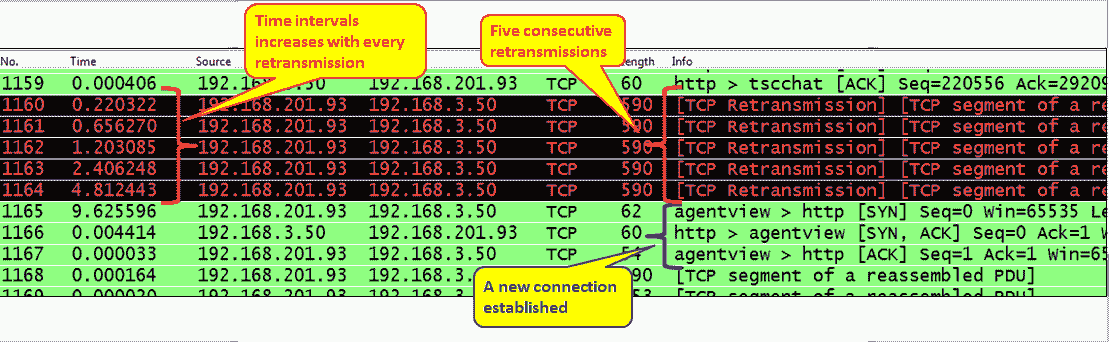 Time intervals
increases with every
retransmission
Five consecutive
retransmissions
No. Time Source Length Info
1159 0.000406 192.168.3.50 192.168.201.93 TCP 60 http > tscchat [ACK] Seq=220556 Ack=29209
1160 0.220322 192.168.201.93 192.168.3.50 TCP 590 [TCP Retransmission] [TCP segment of a re
1161 0.656270 192.168.201.93 192.168.3.50 TCP 590 [TCP Retransmission] [TCP segment of a re
1162 1.203085 192.168.201.93 192.168.3.50 TCP 590 [TCP Retransmission] [TCP segment of a re
1163 2.406248 192.168.201.93 192.168.3.50 TCP 590 [TCP Retransmission] [TCP segment of a re
1164 4.812443 192.168.201.93 192.168.3.50 TCP 590 [TCP Retransmission] [TCP segment of a re
1165 9.625596 192.168.201.93 192.168.3.50 TCP 62 agentview > http [SYN] Seq=0 Win=65535 Le
1166 0.004414 192.168.3.50 192.168.201.93 TCP 60 http > agentview [SYN, ACK] Seq=0 Ack=1 W
1167 0.000033 192.168.201.93 192.168.3.50 TCP 54 agentview > http [ACK] Seq=1 Ack=1 Win=65
1168 0.000164 192.168.201.93 192.168.3.50 590 [TCP segment of a reassembled PDU]
A new connection
established